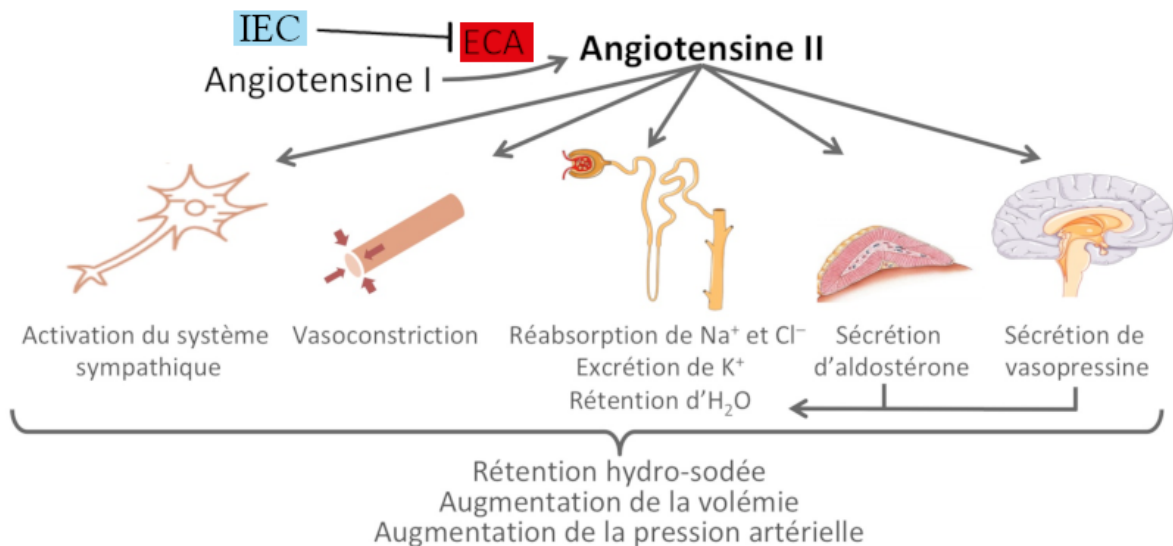 IEC
ECA
Angiotensine I
Angiotensine II
Activation du système
sympathique
Vasoconstriction
Réabsorption de Na⁺ et Cl⁻
Excrétion de K⁺
Rétention d’H₂O
Sécrétion
d’aldostérone
Sécrétion de
vasopressine
Rétention hydro-sodée
Augmentation de la volémie
Augmentation de la pression artérielle